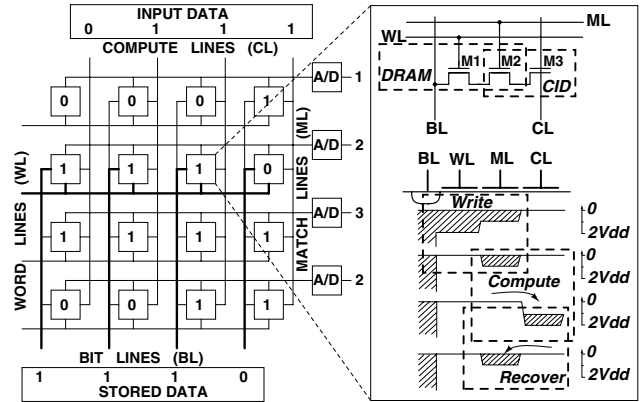 INPUT DATA
0 1 1 1
COMPUTE LINES (CL)
A/D 1
0 0 0 1
A/D 2
1 1 1 0
A/D 3
1 1 1 1
A/D 2
0 0 1 1
WORD LINES (WL)
MATCH LINES (ML)
BIT LINES (BL)
1 1 1 0
STORED DATA
ML
WL
M1 M2 M3
DRAM CID
BL CL
BL WL ML CL
Write
0
2Vdd
0
2Vdd
Compute
0
2Vdd
0
2Vdd
Recover